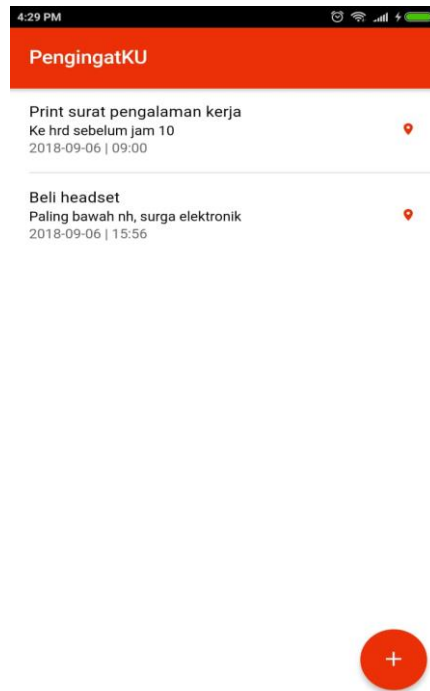 4:29 PM
PengingatKU
Print surat pengalaman kerja
Ke hrd sebelum jam 10
2018-09-06 | 09:00
Beli headset
Paling bawah nh, surga elektronik
2018-09-06 | 15:56
+